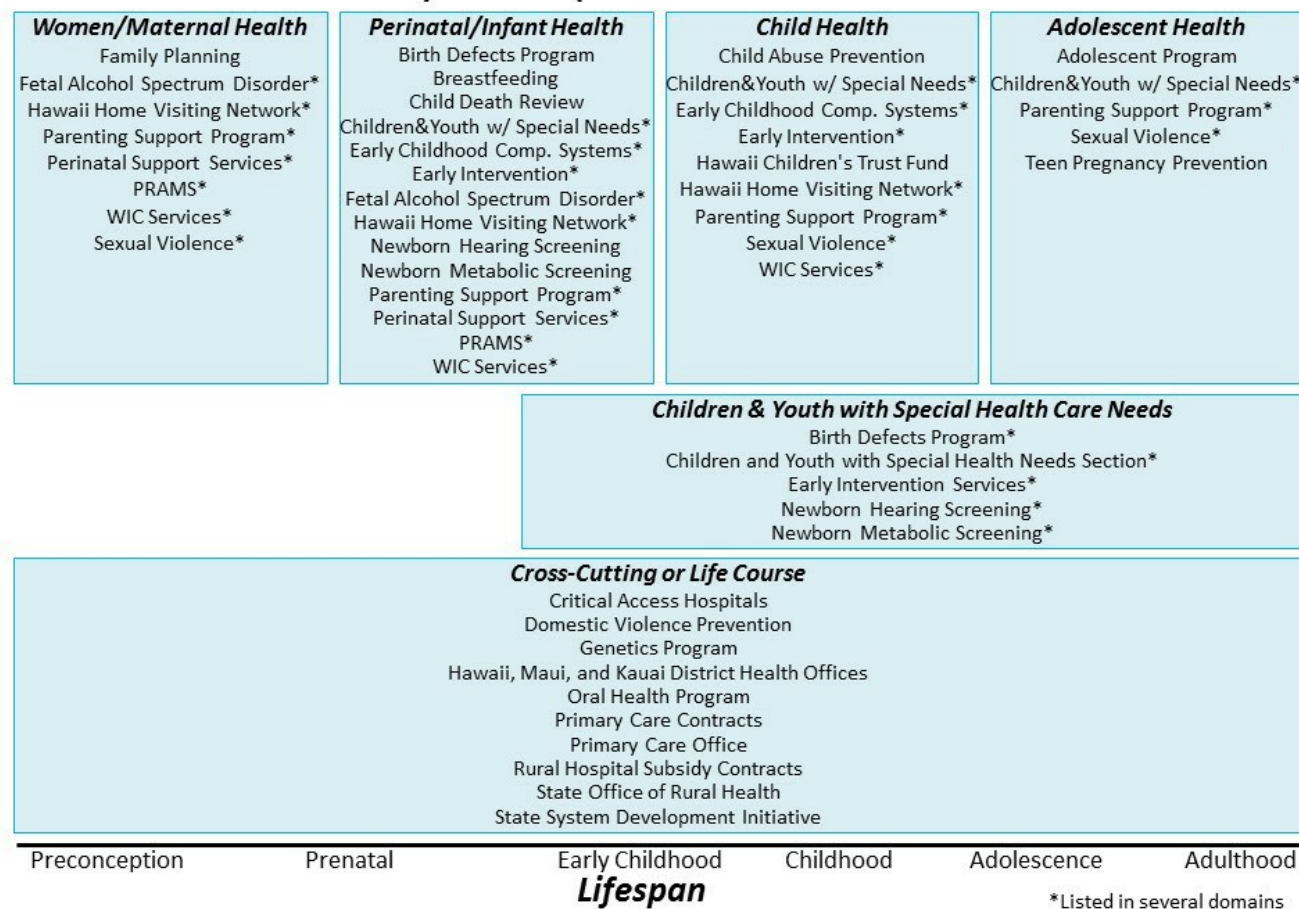 Women/Maternal Health
Family Planning
Fetal Alcohol Spectrum Disorder*
Hawaii Home Visiting Network*
Parenting Support Program*
Perinatal Support Services*
PRAMS*
WIC Services*
Sexual Violence*
Perinatal/Infant Health
Birth Defects Program
Breastfeeding
Child Death Review
Children&Youth w/ Special Needs*
Early Childhood Comp. Systems*
Early Intervention*
Fetal Alcohol Spectrum Disorder*
Hawaii Home Visiting Network*
Newborn Hearing Screening
Newborn Metabolic Screening
Parenting Support Program*
Perinatal Support Services*
PRAMS*
WIC Services*
Child Health
Child Abuse Prevention
Children&Youth w/ Special Needs*
Early Childhood Comp. Systems*
Early Intervention*
Hawaii Children's Trust Fund
Hawaii Home Visiting Network*
Parenting Support Program*
Sexual Violence*
WIC Services*
Adolescent Health
Adolescent Program
Children&Youth w/ Special Needs*
Parenting Support Program*
Sexual Violence*
Teen Pregnancy Prevention
Children & Youth with Special Health Care Needs
Birth Defects Program*
Children and Youth with Special Health Needs Section*
Early Intervention Services*
Newborn Hearing Screening*
Newborn Metabolic Screening*
Cross-Cutting or Life Course
Critical Access Hospitals
Domestic Violence Prevention
Genetics Program
Hawaii, Maui, and Kauai District Health Offices
Oral Health Program
Primary Care Contracts
Primary Care Office
Rural Hospital Subsidy Contracts
State Office of Rural Health
State System Development Initiative
Preconception Prenatal Early Childhood Childhood Adolescence Adulthood
Lifespan
*Listed in several domains